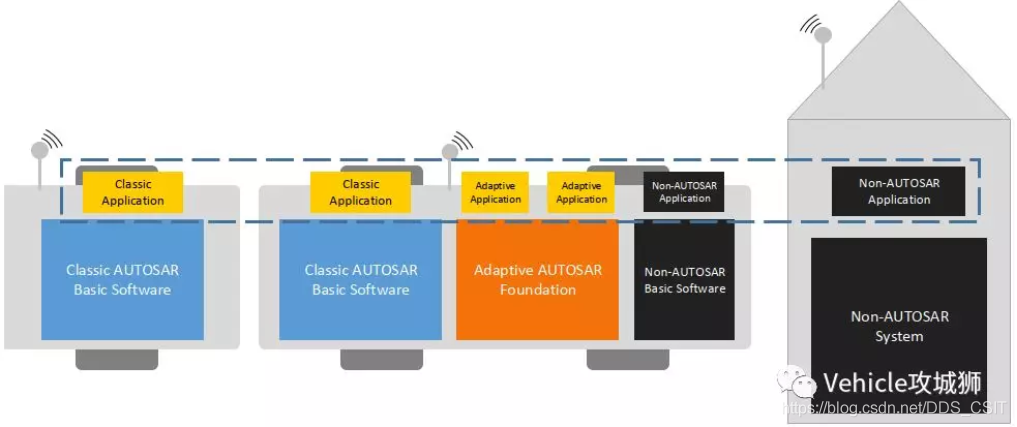 Classic
Application
Classic
Application
Adaptive
Application
Adaptive
Application
Non-AUTOSAR
Application
Non-AUTOSAR
Application
Classic AUTOSAR
Basic Software
Classic AUTOSAR
Basic Software
Adaptive AUTOSAR
Foundation
Non-AUTOSAR
Basic Software
Non-AUTOSAR
System
Vehicle攻城狮
https://blog.csdn.net/DDS_CSIT